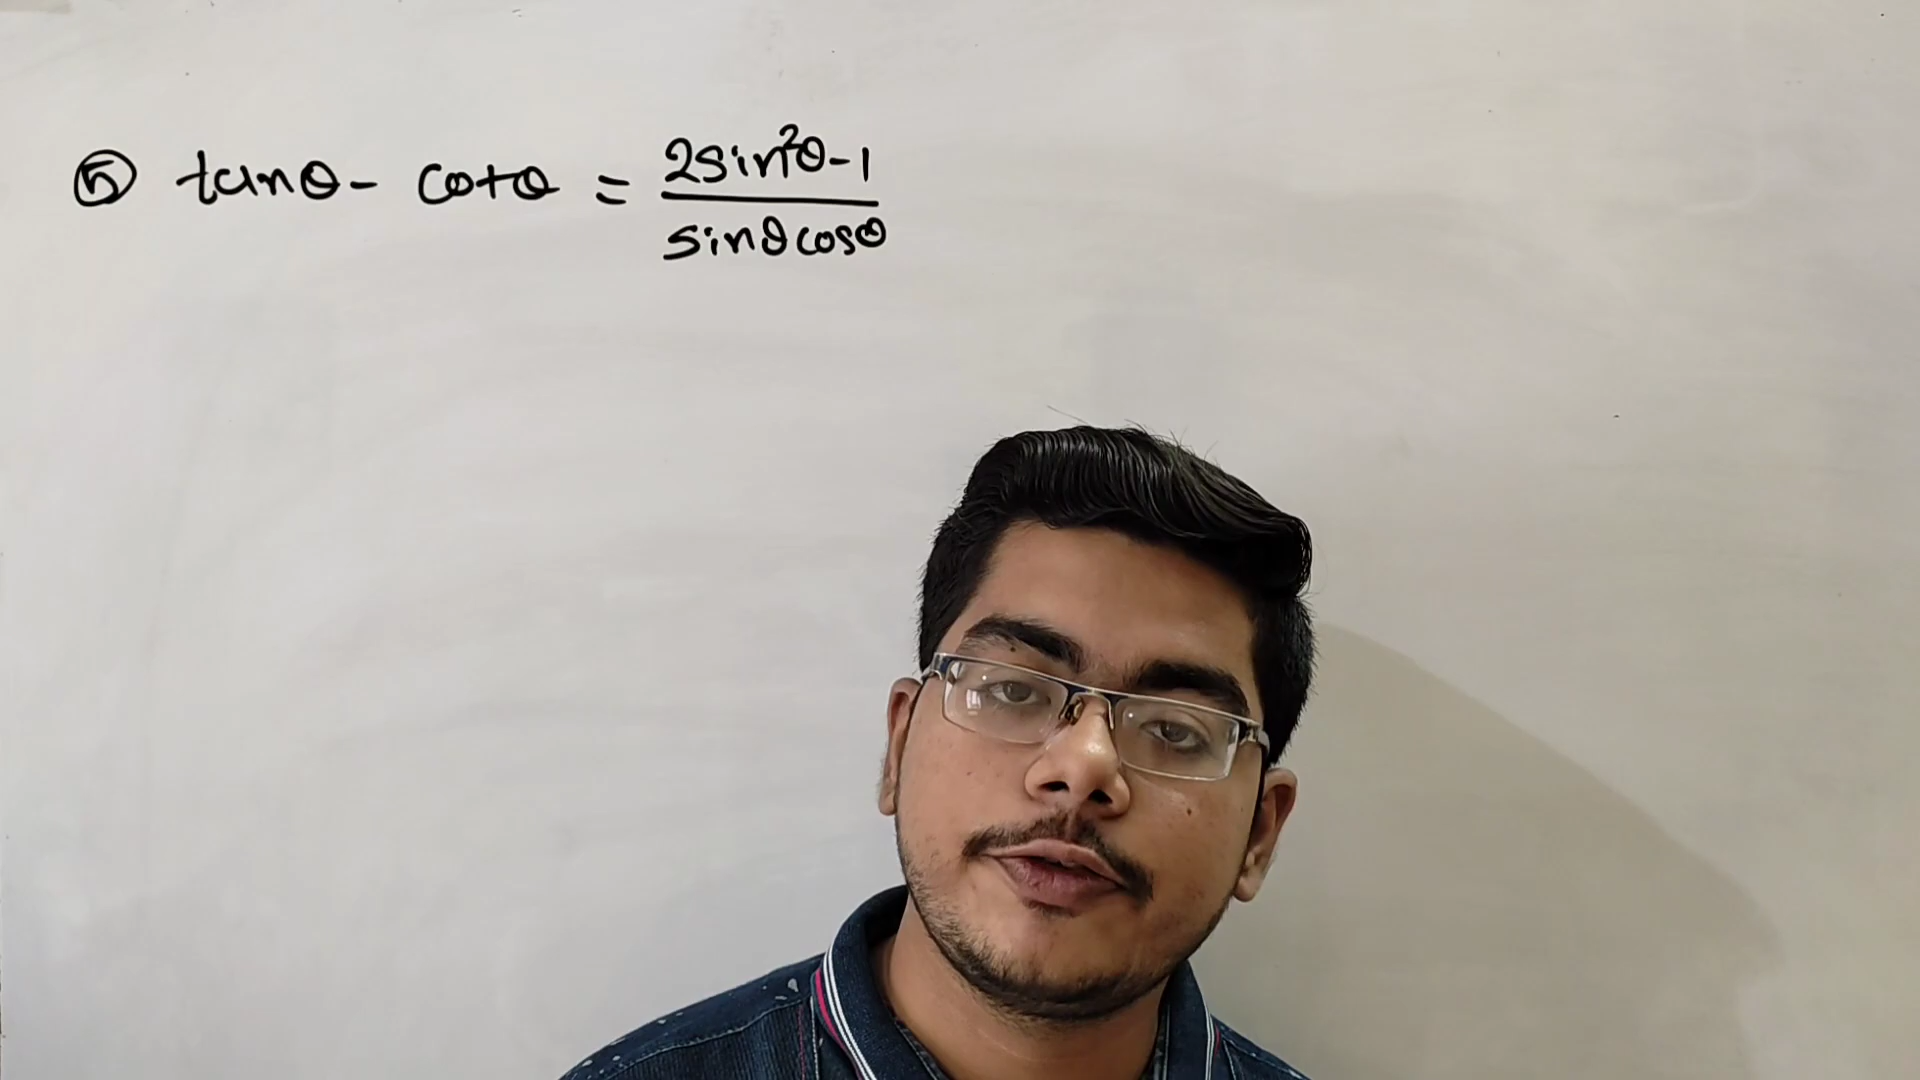 ⑤ tanθ - cotθ = 2sin²θ-1 / sinθcosθ